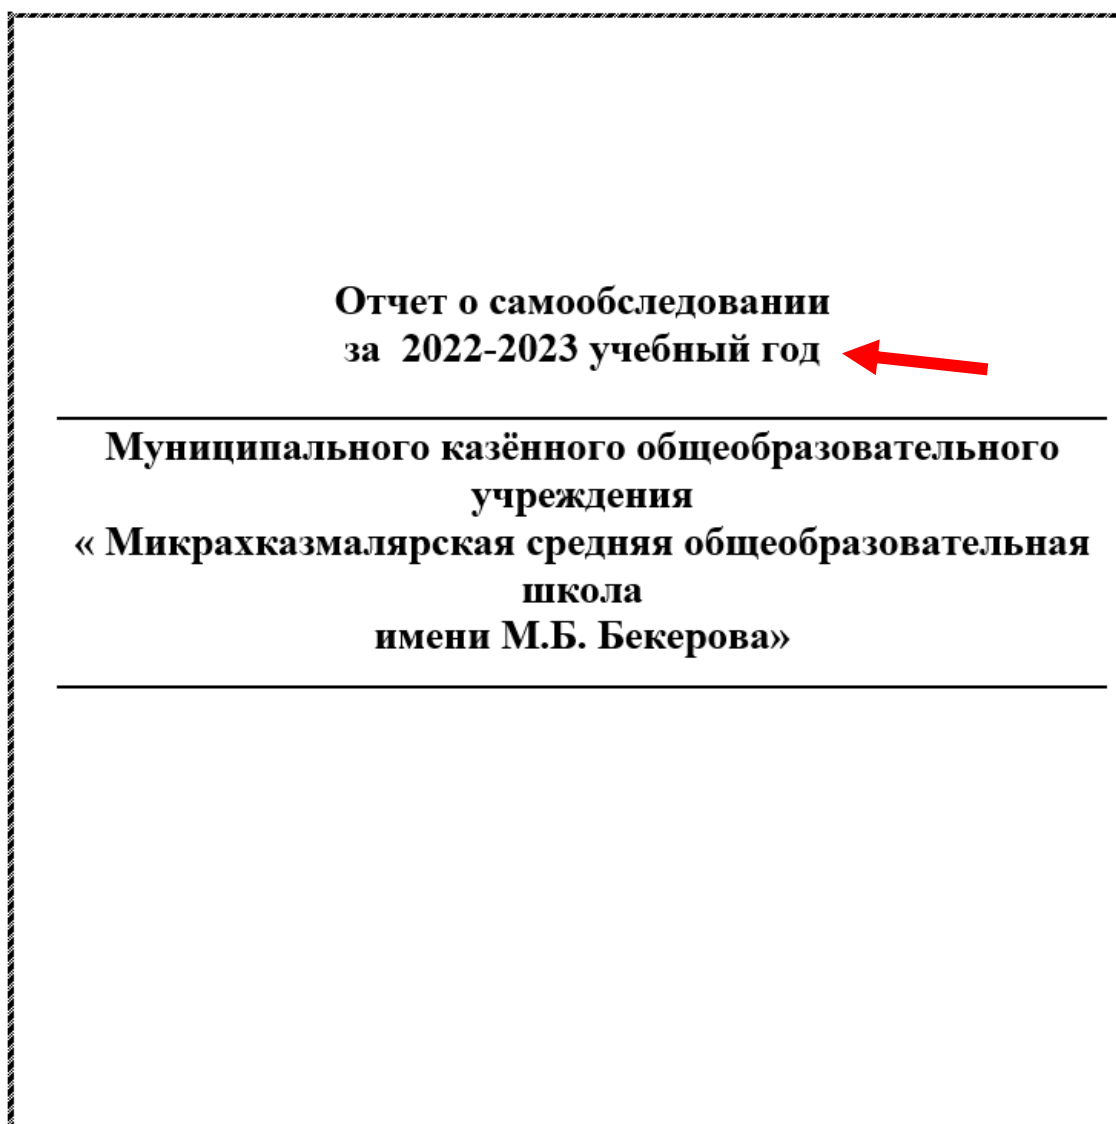 Отчет о самообследовании
за  2022-2023 учебный год
Муниципального казённого общеобразовательного
учреждения
« Микрахказмалярская средняя общеобразовательная
школа
имени М.Б. Бекерова»